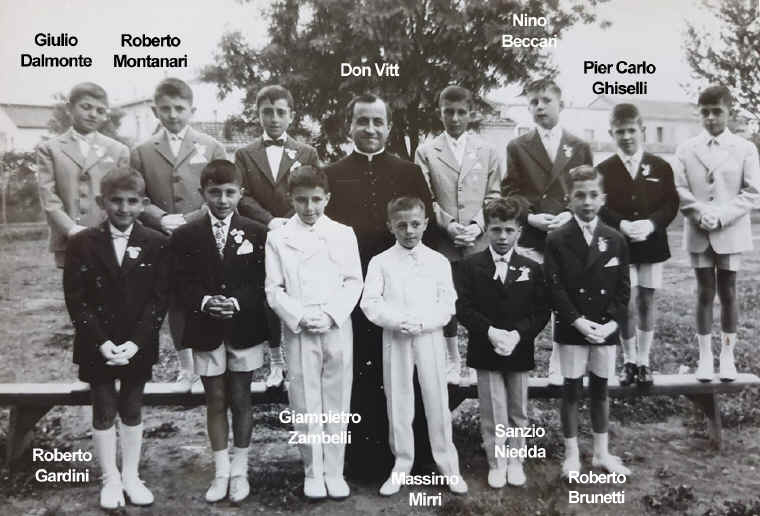 Giulio
Dalmonte
Roberto
Montanari
Don Vitt
Nino
Beccari
Pier Carlo
Ghiselli
Roberto
Gardini
Giampietro
Zambelli
Massimo
Mirri
Sanzio
Niedda
Roberto
Brunetti